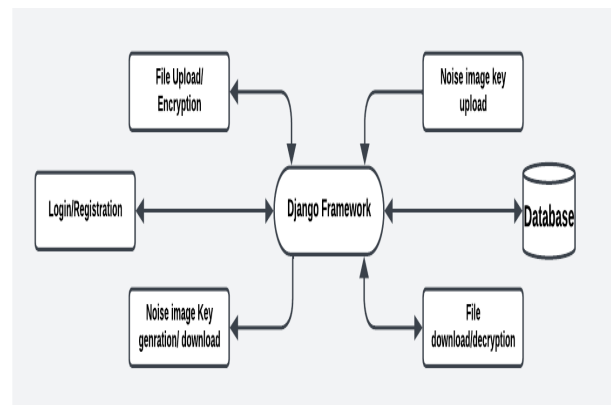 File Upload/
Encryption
Noise image key
upload
Login/Registration
Django Framework
Database
Noise image Key
genration/ download
File
download/decryption